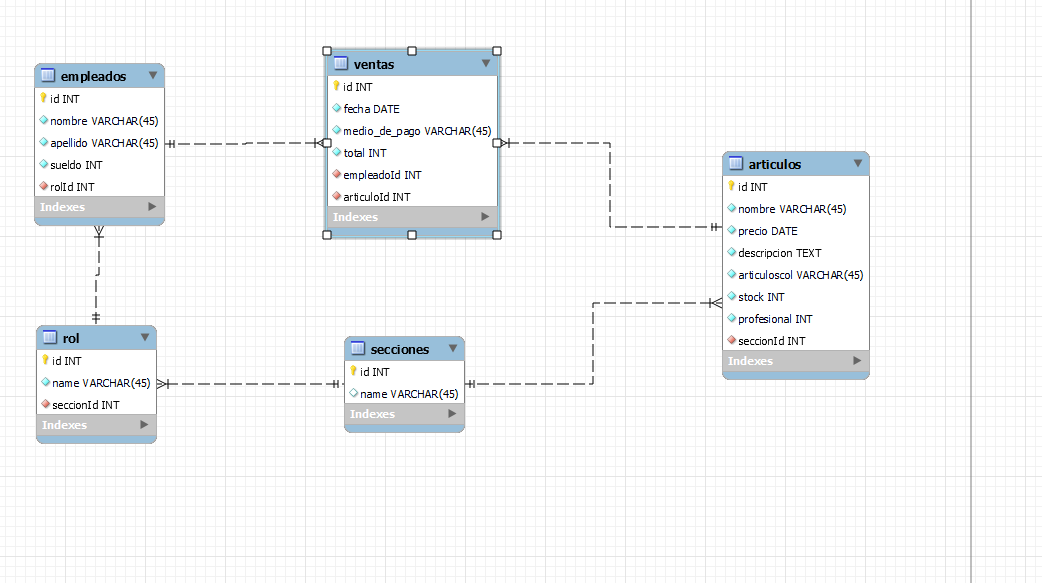 empleados
id INT
nombre VARCHAR(45)
apellido VARCHAR(45)
sueldo INT
rolId INT
Indexes
ventas
id INT
fecha DATE
medio_de_pago VARCHAR(45)
total INT
empleadoId INT
articuloId INT
Indexes
articulos
id INT
nombre VARCHAR(45)
precio DATE
descripcion TEXT
articuloscol VARCHAR(45)
stock INT
profesional INT
seccionId INT
Indexes
rol
id INT
name VARCHAR(45)
seccionId INT
Indexes
secciones
id INT
name VARCHAR(45)
Indexes